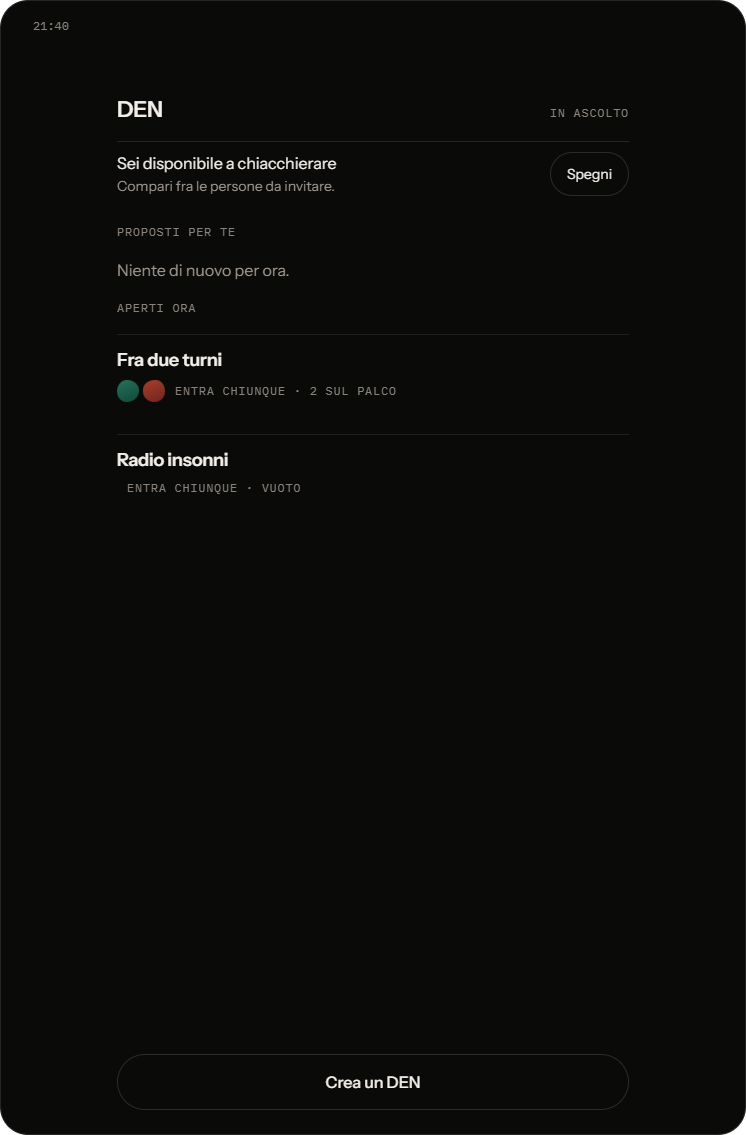 21:40
DEN
IN ASCOLTO
Sei disponibile a chiacchierare
Compari fra le persone da invitare.
Spegni
PROPOSTI PER TE
Niente di nuovo per ora.
APERTI ORA
Fra due turni
ENTRA CHIUNQUE · 2 SUL PALCO
Radio insonni
ENTRA CHIUNQUE · VUOTO
Crea un DEN